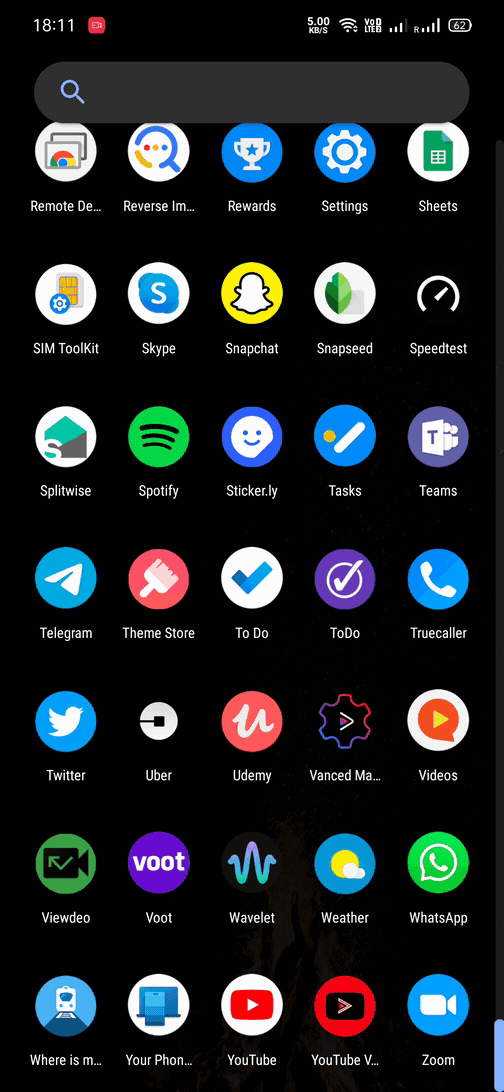 18:11 5.00 KB/S Vo D LTE 2 R 62
Remote De... Reverse Im... Rewards Settings Sheets
SIM ToolKit Skype Snapchat Snapseed Speedtest
Splitwise Spotify Sticker.ly Tasks Teams
Telegram Theme Store To Do ToDo Truecaller
Twitter Uber Udemy Vanced Ma... Videos
voot
Viewdeo Voot Wavelet Weather WhatsApp
Where is m... Your Phon... YouTube YouTube V... Zoom